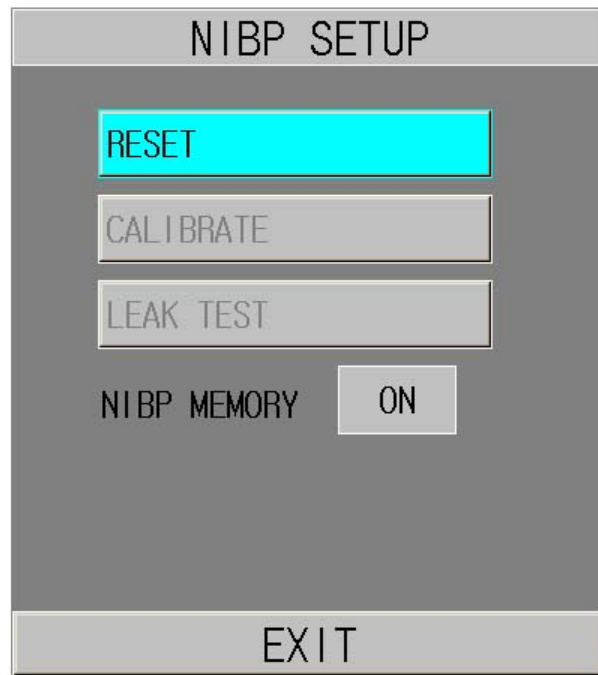 NIBP SETUP
RESET
CALIBRATE
LEAK TEST
NIBP MEMORY ON
EXIT